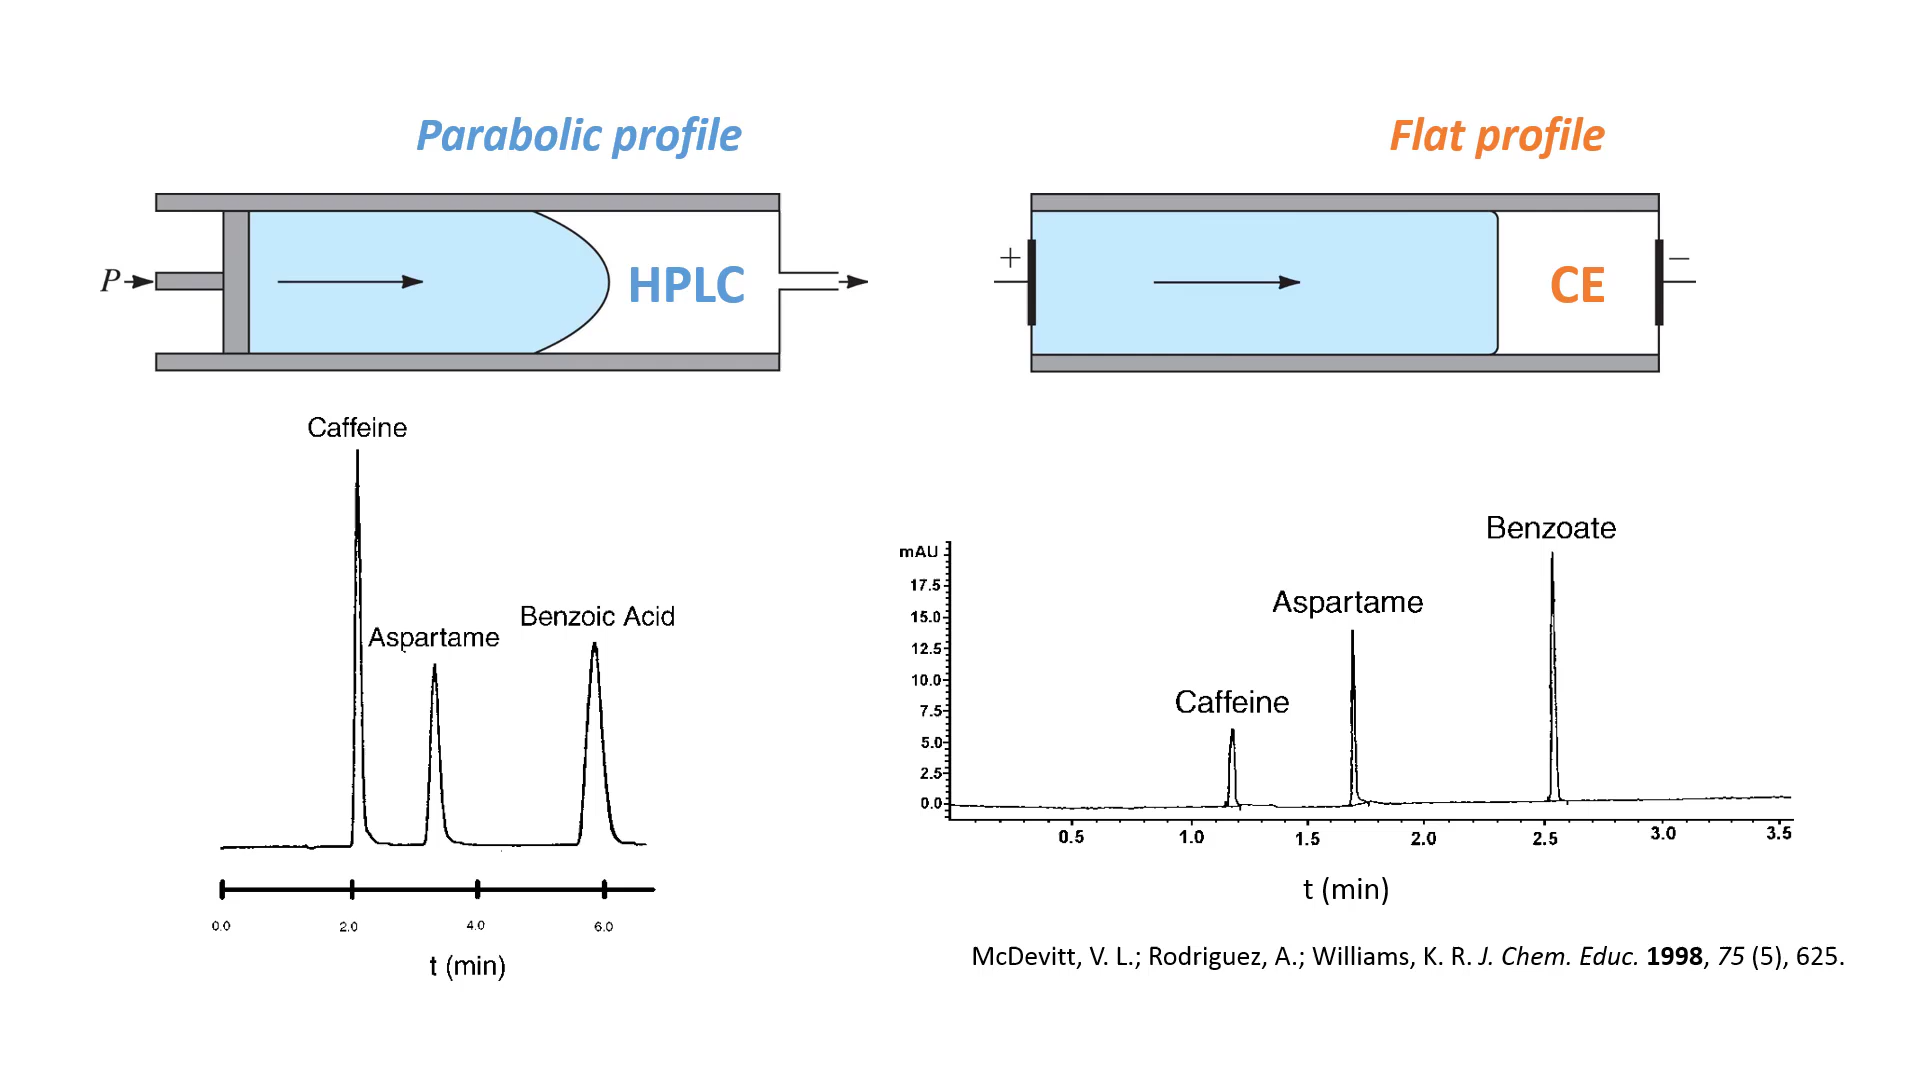 Parabolic profile
Flat profile
P
HPLC
+
CE
−
Caffeine
Aspartame
Benzoic Acid
0.0 2.0 4.0 6.0
t (min)
Benzoate
Aspartame
Caffeine
mAU
17.5
15.0
12.5
10.0
7.5
5.0
2.5
0.0
0.5 1.0 1.5 2.0 2.5 3.0 3.5
t (min)
McDevitt, V. L.; Rodriguez, A.; Williams, K. R. J. Chem. Educ. 1998, 75 (5), 625.